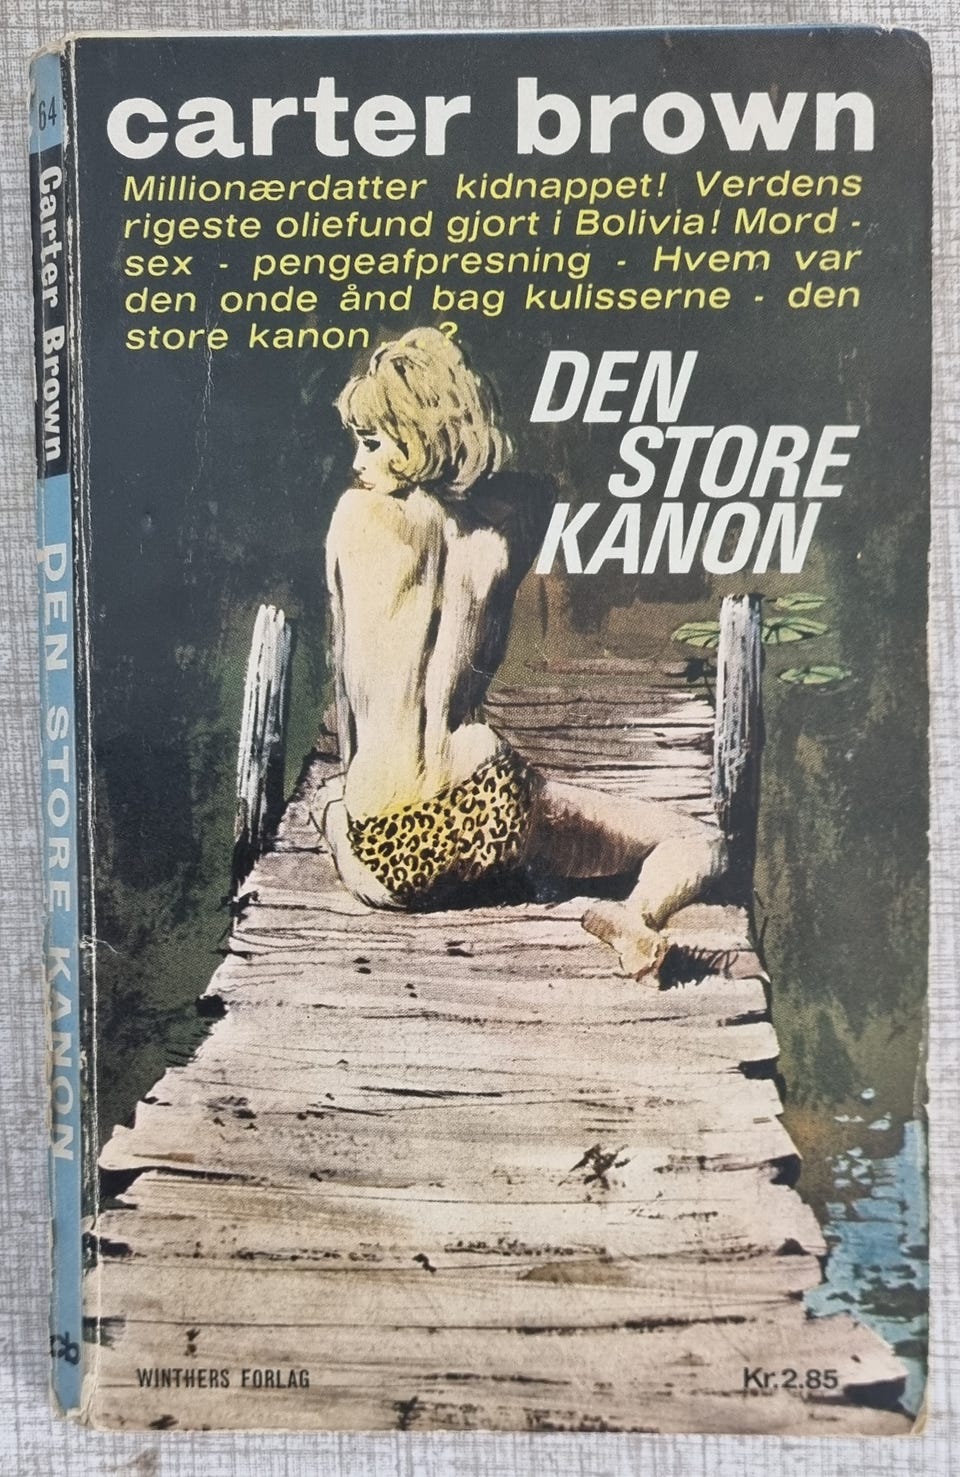 carter brown
Millionærdatter kidnappet! Verdens
rigeste oliefund gjort i Bolivia! Mord -
sex - pengeafpresning - Hvem var
den onde ånd bag kulisserne - den
store kanon ?
DEN
STORE
KANON
WINTHERS FORLAG
Kr. 2.85
64
Carter Brown
DEN STORE KANON
cb